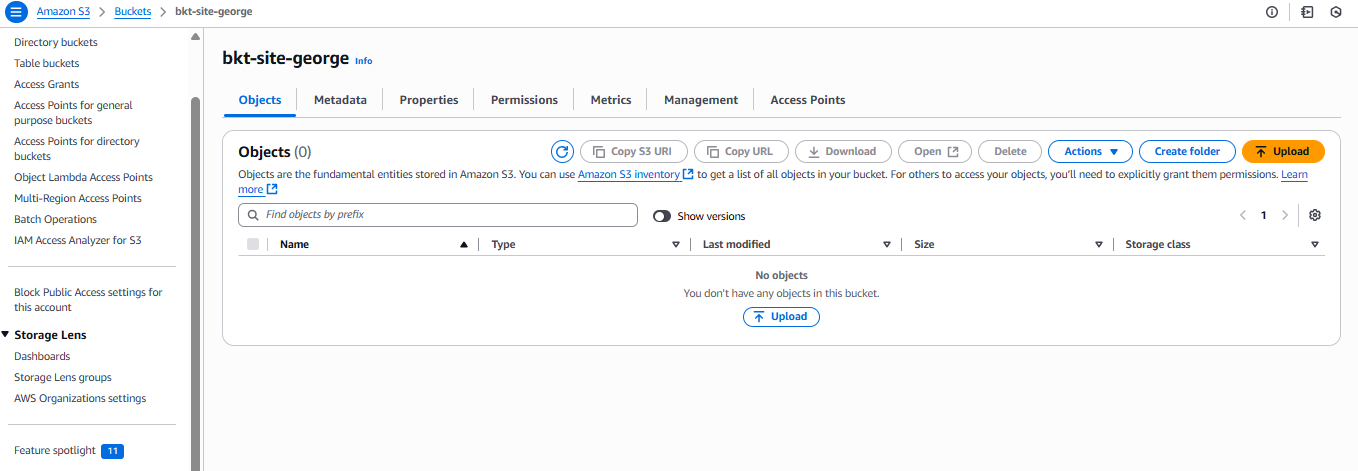 Amazon S3 > Buckets > bkt-site-george
Directory buckets
Table buckets
Access Grants
Access Points for general
purpose buckets
Access Points for directory
buckets
Object Lambda Access Points
Multi-Region Access Points
Batch Operations
IAM Access Analyzer for S3
Block Public Access settings for
this account
Storage Lens
Dashboards
Storage Lens groups
AWS Organizations settings
Feature spotlight 11
bkt-site-george Info
Objects Metadata Properties Permissions Metrics Management Access Points
Objects (0) Copy S3 URI Copy URL Download Open Delete Actions Create folder Upload
Objects are the fundamental entities stored in Amazon S3. You can use Amazon S3 inventory to get a list of all objects in your bucket. For others to access your objects, you’ll need to explicitly grant them permissions. Learn
more
Find objects by prefix Show versions 1
Name Type Last modified Size Storage class
No objects
You don't have any objects in this bucket.
Upload